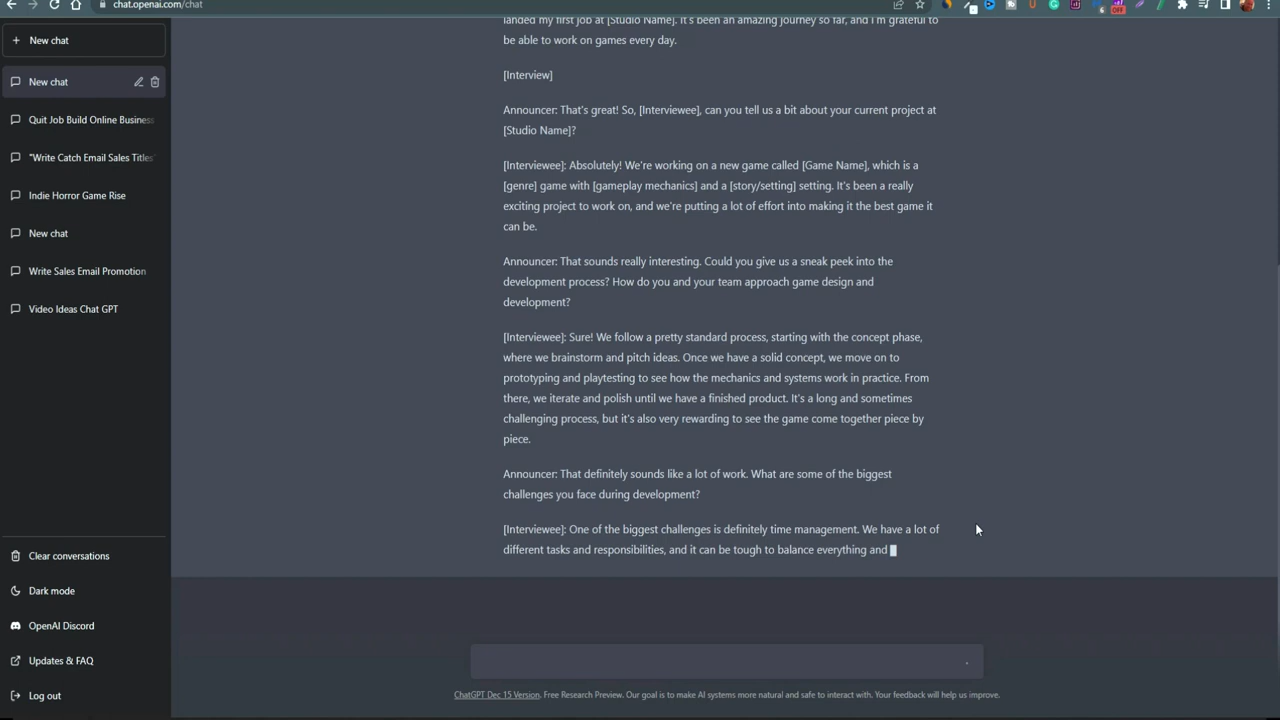 chat.openai.com/chat
New chat
New chat
Quit Job Build Online Business
"Write Catch Email Sales Titles
Indie Horror Game Rise
New chat
Write Sales Email Promotion
Video Ideas Chat GPT
Clear conversations
Dark mode
OpenAI Discord
Updates & FAQ
Log out
landed my first job at [Studio Name]. It's been an amazing journey so far, and I'm grateful to
be able to work on games every day.
[Interview]
Announcer: That's great! So, [Interviewee], can you tell us a bit about your current project at
[Studio Name]?
[Interviewee]: Absolutely! We're working on a new game called [Game Name], which is a
[genre] game with [gameplay mechanics] and a [story/setting] setting. It's been a really
exciting project to work on, and we're putting a lot of effort into making it the best game it
can be.
Announcer: That sounds really interesting. Could you give us a sneak peek into the
development process? How do you and your team approach game design and
development?
[Interviewee]: Sure! We follow a pretty standard process, starting with the concept phase,
where we brainstorm and pitch ideas. Once we have a solid concept, we move on to
prototyping and playtesting to see how the mechanics and systems work in practice. From
there, we iterate and polish until we have a finished product. It's a long and sometimes
challenging process, but it's also very rewarding to see the game come together piece by
piece.
Announcer: That definitely sounds like a lot of work. What are some of the biggest
challenges you face during development?
[Interviewee]: One of the biggest challenges is definitely time management. We have a lot of
different tasks and responsibilities, and it can be tough to balance everything and
ChatGPT Dec 15 Version. Free Research Preview. Our goal is to make AI systems more natural and safe to interact with. Your feedback will help us improve.